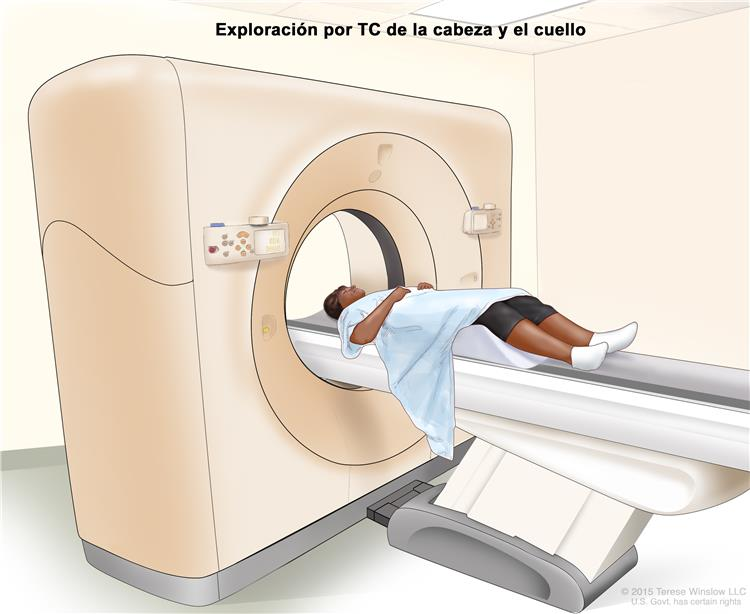 Exploración por TC de la cabeza y el cuello
© 2015 Terese Winslow LLC
U.S. Govt. has certain rights